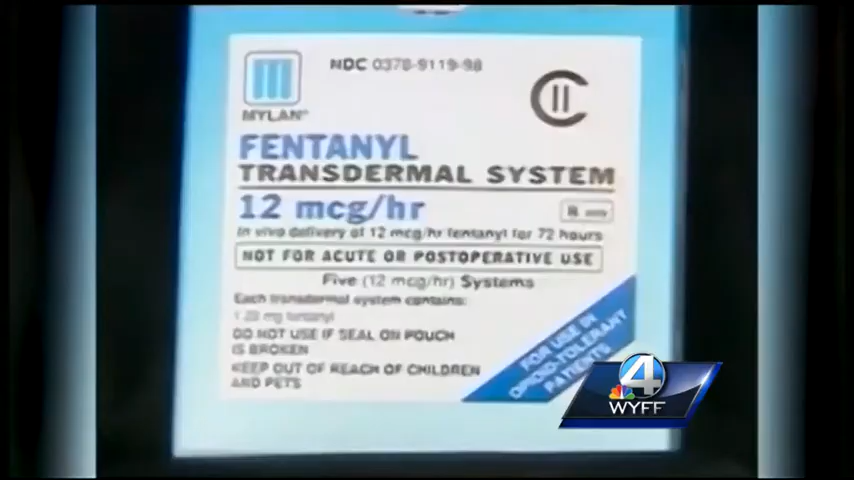 NDC 0378-9119-98
MYLAN®
CII
FENTANYL
TRANSDERMAL SYSTEM
12 mcg/hr
In vivo delivery of 12 mcg/hr fentanyl for 72 hours
NOT FOR ACUTE OR POSTOPERATIVE USE
Five (12 mcg/hr) Systems
Each transdermal system contains:
mg fentanyl
DO NOT USE IF SEAL ON POUCH
IS BROKEN
KEEP OUT OF REACH OF CHILDREN
AND PETS
FOR USE IN
OPIOID-TOLERANT
PATIENTS
4
WYFF